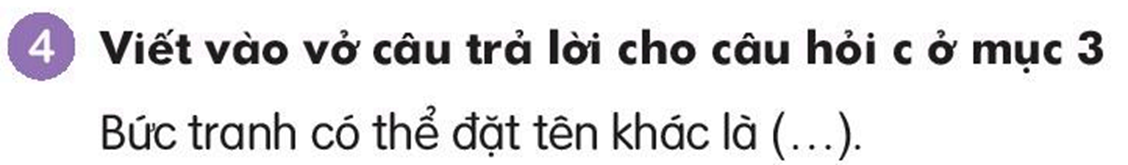 4 Viết vào vở câu trả lời cho câu hỏi c ở mục 3
Bức tranh có thể đặt tên khác là (...).